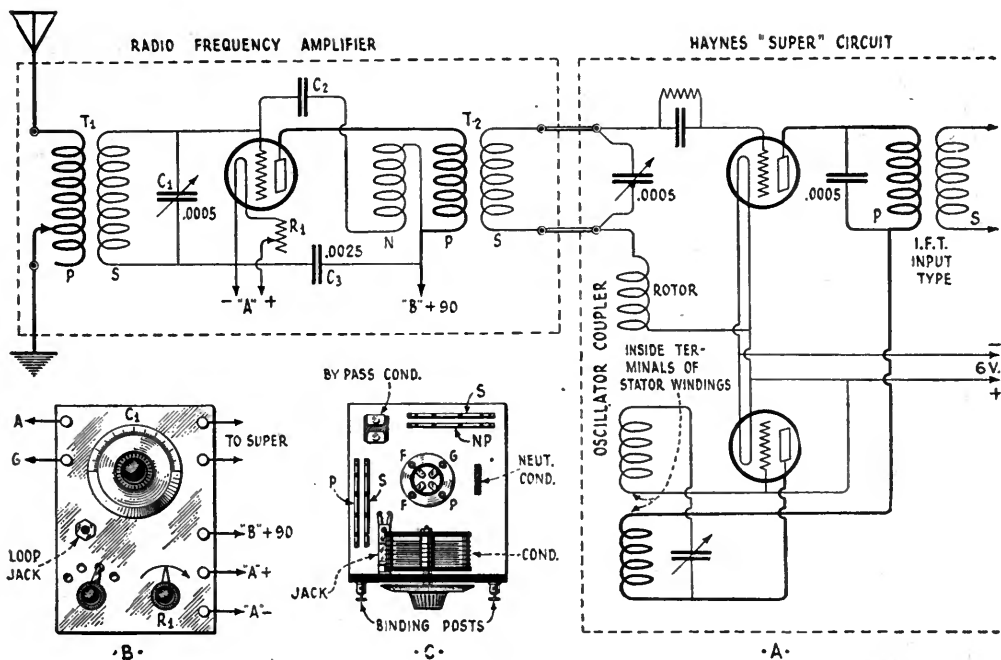 RADIO FREQUENCY AMPLIFIER
HAYNES "SUPER" CIRCUIT
T1
P
S
C1
.0005
C2
R1
.0025
C3
- "A" +
N
P
T2
S
"B"+90
.0005
ROTOR
.0005
P
S
I.F.T.
INPUT
TYPE
OSCILLATOR COUPLER
INSIDE TER-
MINALS OF
STATOR WINDINGS
-
6V.
+
A
G
C1
TO SUPER
"B"+90
"A"+
"A"-
LOOP
JACK
R1
·B·
BY PASS COND.
S
NP
P
S
F
G
F
P
NEUT.
COND.
COND.
JACK
BINDING POSTS
·C·
·A·